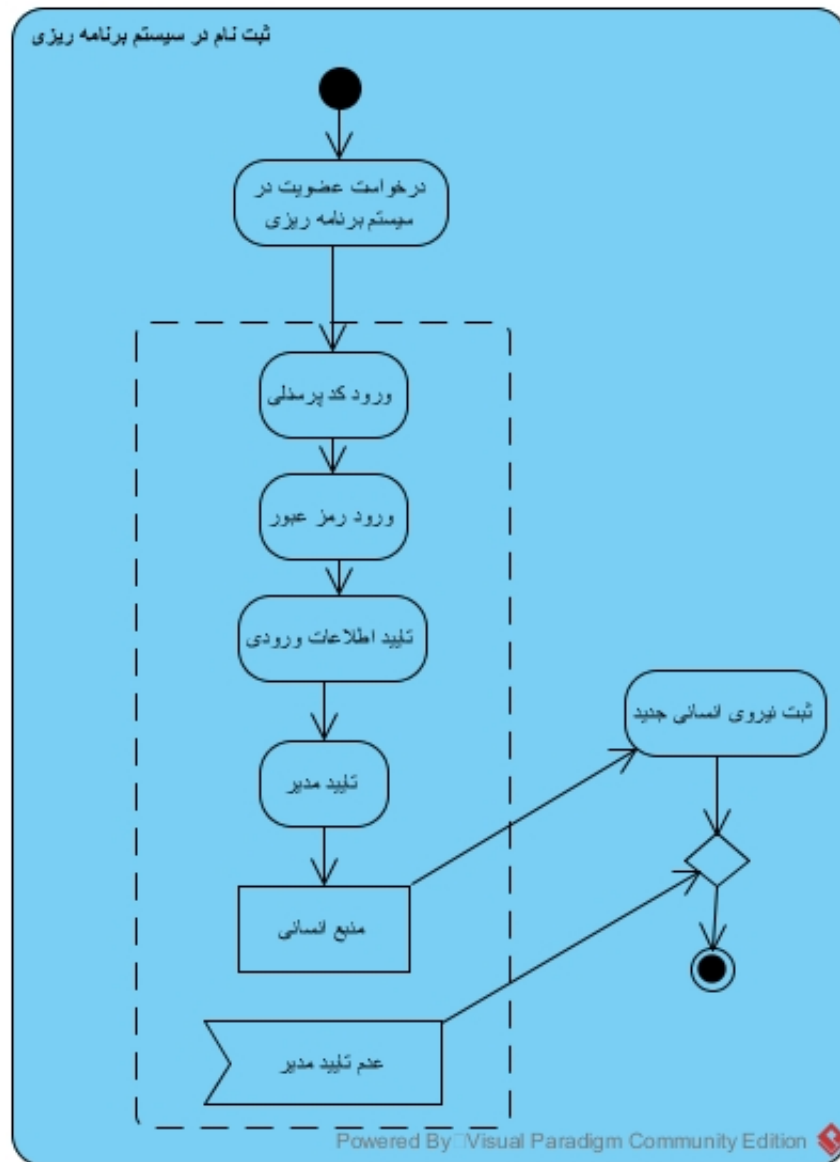 ثبت نام در سیستم برنامه ریزی
درخواست عضویت در
سیستم برنامه ریزی
ورود کد پرسنلی
ورود رمز عبور
تایید اطلاعات ورودی
ثبت نیروی انسانی جدید
تایید مدیر
منبع انسانی
عدم تایید مدیر
Powered By Visual Paradigm Community Edition